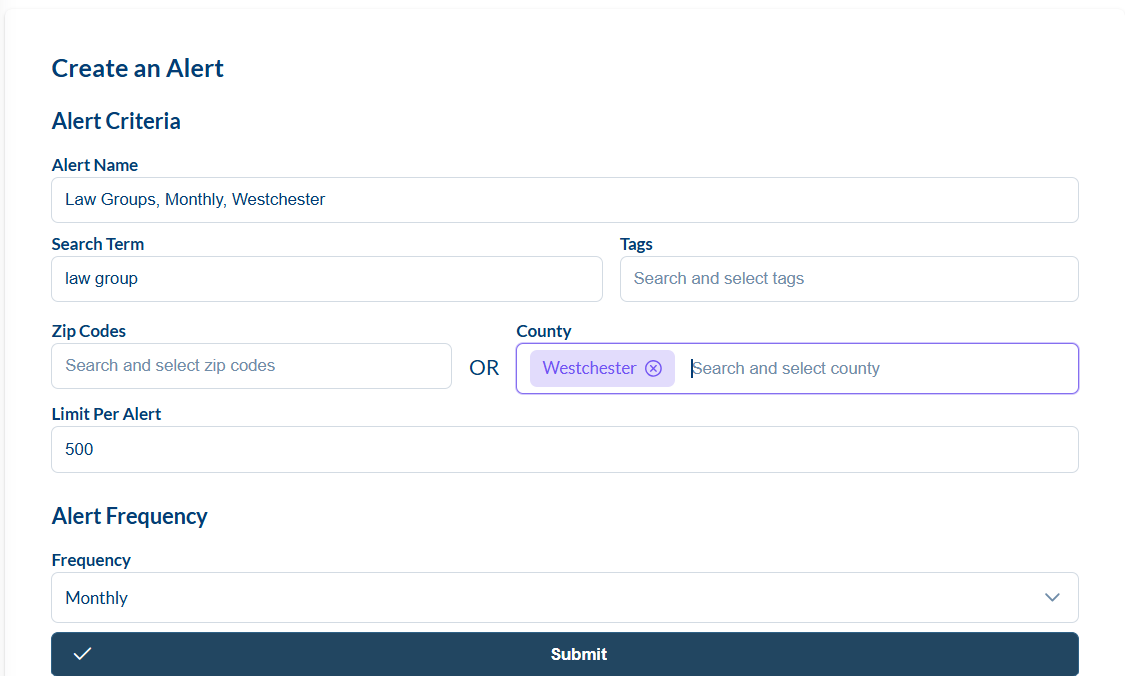 Create an Alert
Alert Criteria
Alert Name
Law Groups, Monthly, Westchester
Search Term
Tags
law group
Search and select tags
Zip Codes
County
Search and select zip codes
OR
Westchester
Search and select county
Limit Per Alert
500
Alert Frequency
Frequency
Monthly
Submit